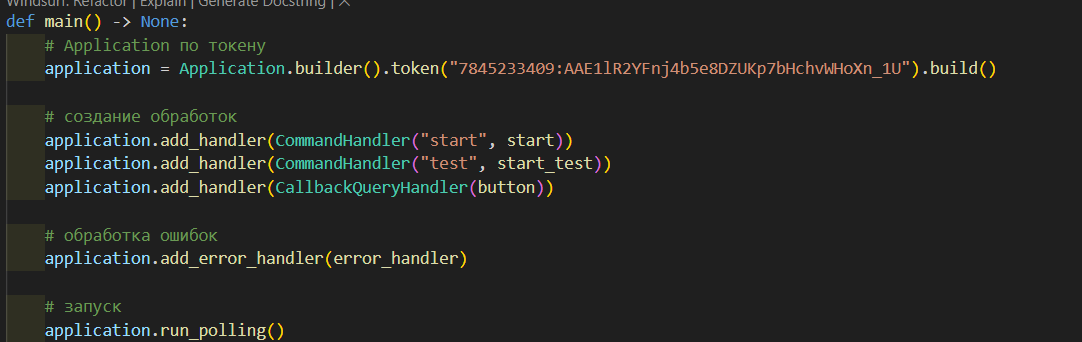 Windsurf: Refactor | Explain | Generate Docstring | ×
def main() -> None:
    # Application по токену
    application = Application.builder().token("7845233409:AAE1lR2YFnj4b5e8DZUKp7bHchvWHoXn_1U").build()
    # создание обработок
    application.add_handler(CommandHandler("start", start))
    application.add_handler(CommandHandler("test", start_test))
    application.add_handler(CallbackQueryHandler(button))
    # обработка ошибок
    application.add_error_handler(error_handler)
    # запуск
    application.run_polling()